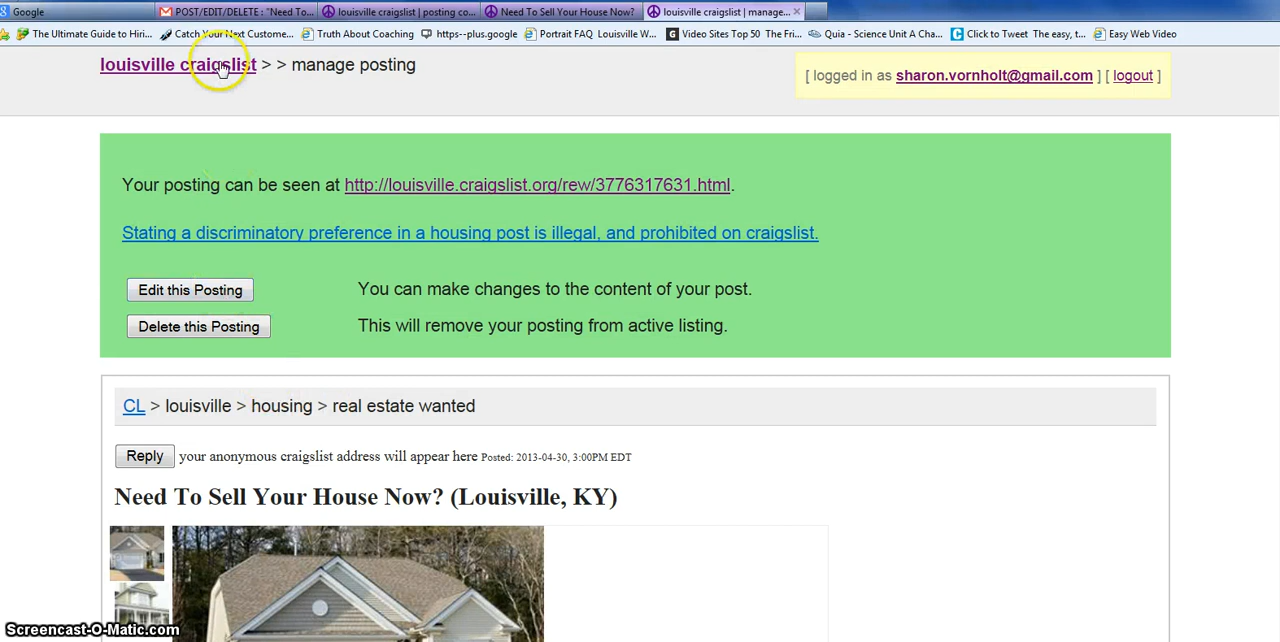 Google
POST/EDIT/DELETE : "Need To...
louisville craigslist | posting co...
Need To Sell Your House Now?
louisville craigslist | manage...
The Ultimate Guide to Hiri...
Catch Your Next Custome...
Truth About Coaching
https--plus.google
Portrait FAQ Louisville W...
Video Sites Top 50 The Fri...
Quia - Science Unit A Cha...
Click to Tweet The easy, t...
Easy Web Video
louisville craigslist > > manage posting
[ logged in as sharon.vornholt@gmail.com ] [ logout ]
Your posting can be seen at http://louisville.craigslist.org/rew/3776317631.html.
Stating a discriminatory preference in a housing post is illegal, and prohibited on craigslist.
Edit this Posting You can make changes to the content of your post.
Delete this Posting This will remove your posting from active listing.
CL > louisville > housing > real estate wanted
Reply your anonymous craigslist address will appear here Posted: 2013-04-30, 3:00PM EDT
Need To Sell Your House Now? (Louisville, KY)
Screencast-O-Matic.com